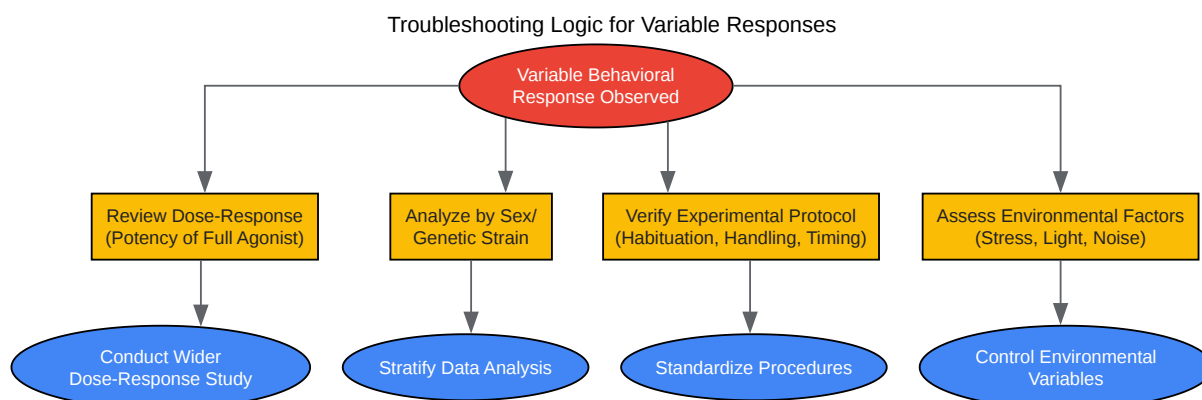 Troubleshooting Logic for Variable Responses
Variable Behavioral
Response Observed
Review Dose-Response
(Potency of Full Agonist)
Analyze by Sex/
Genetic Strain
Verify Experimental Protocol
(Habituation, Handling, Timing)
Assess Environmental Factors
(Stress, Light, Noise)
Conduct Wider
Dose-Response Study
Stratify Data Analysis
Standardize Procedures
Control Environmental
Variables